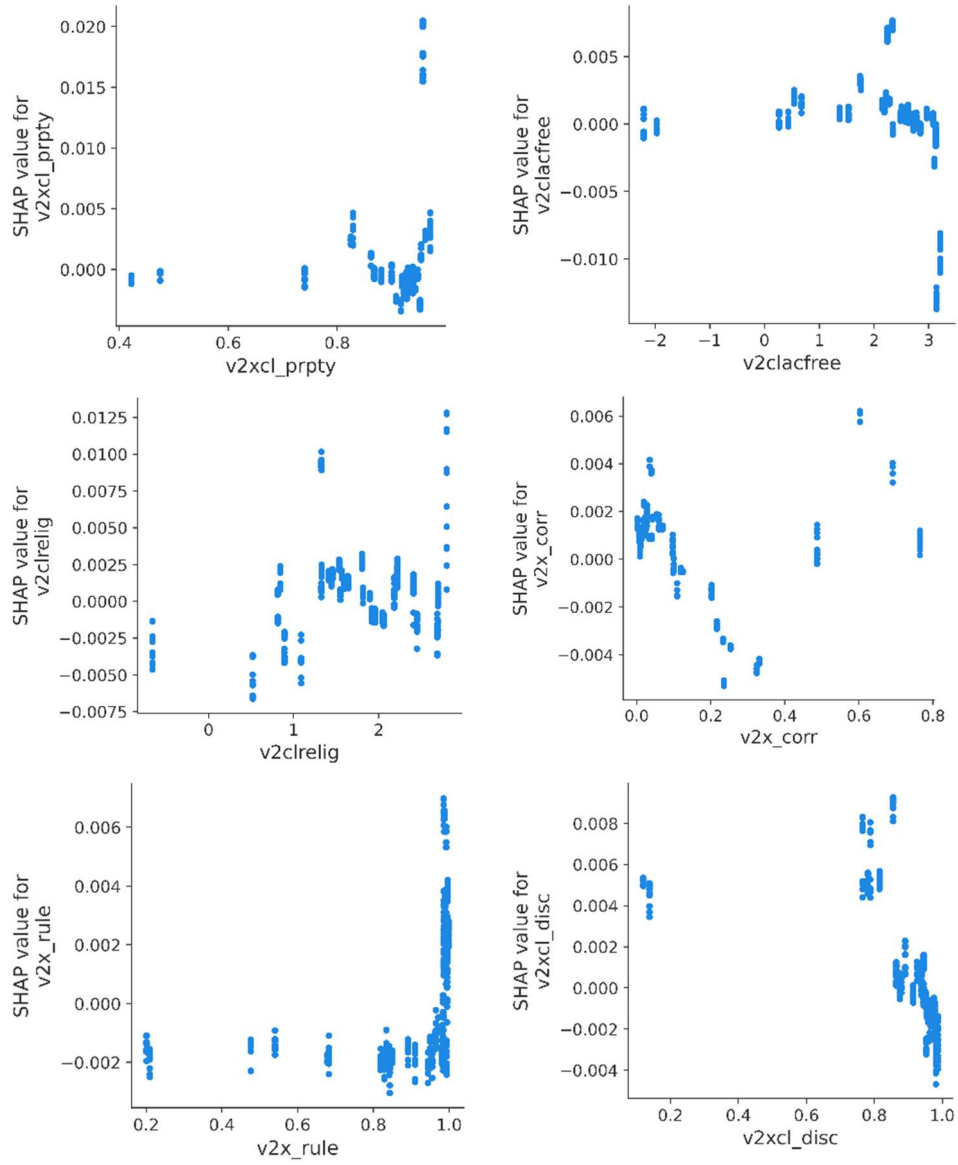 0.020
0.015
0.010
0.005
0.000
SHAP value for
v2xcl_prpty
0.4 0.6 0.8
v2xcl_prpty
0.005
0.000
−0.005
−0.010
SHAP value for
v2clacfree
−2 −1 0 1 2 3
v2clacfree
0.0125
0.0100
0.0075
0.0050
0.0025
0.0000
−0.0025
−0.0050
−0.0075
SHAP value for
v2clrelig
0 1 2
v2clrelig
0.006
0.004
0.002
0.000
−0.002
−0.004
SHAP value for
v2x_corr
0.0 0.2 0.4 0.6 0.8
v2x_corr
0.006
0.004
0.002
0.000
−0.002
SHAP value for
v2x_rule
0.2 0.4 0.6 0.8 1.0
v2x_rule
0.008
0.006
0.004
0.002
0.000
−0.002
−0.004
SHAP value for
v2xcl_disc
0.2 0.4 0.6 0.8 1.0
v2xcl_disc